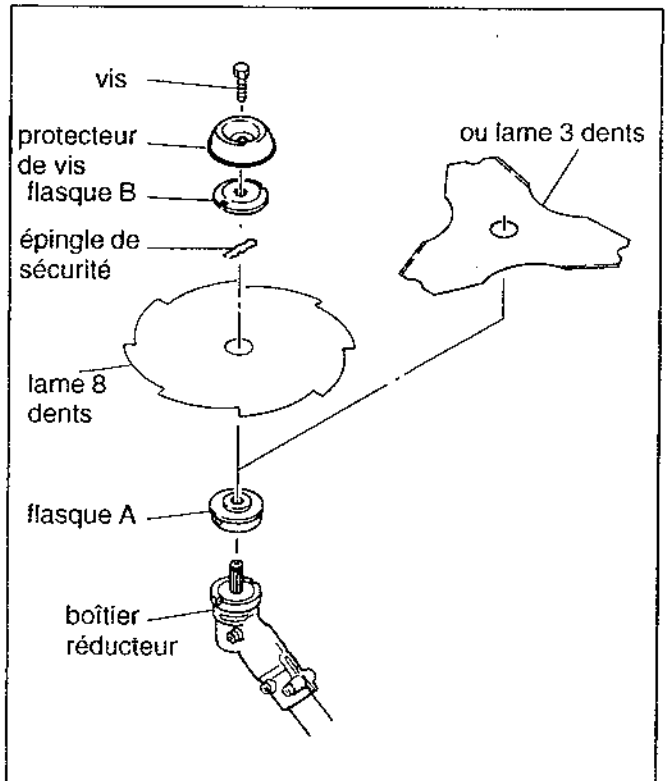 vis
protecteur
de vis
ou lame 3 dents
flasque B
épingle de
sécurité
lame 8
dents
flasque A
boîtier
réducteur